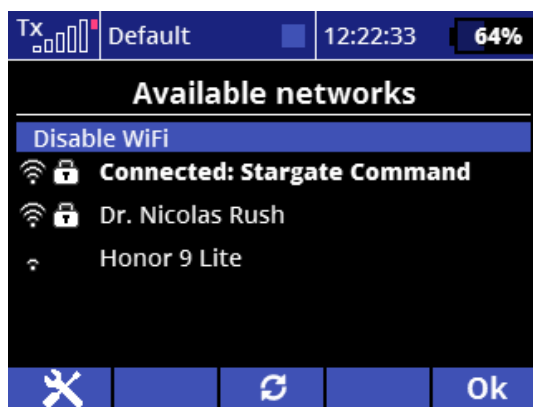 Tx Default 12:22:33 64%
Available networks
Disable WiFi
Connected: Stargate Command
Dr. Nicolas Rush
Honor 9 Lite
Ok